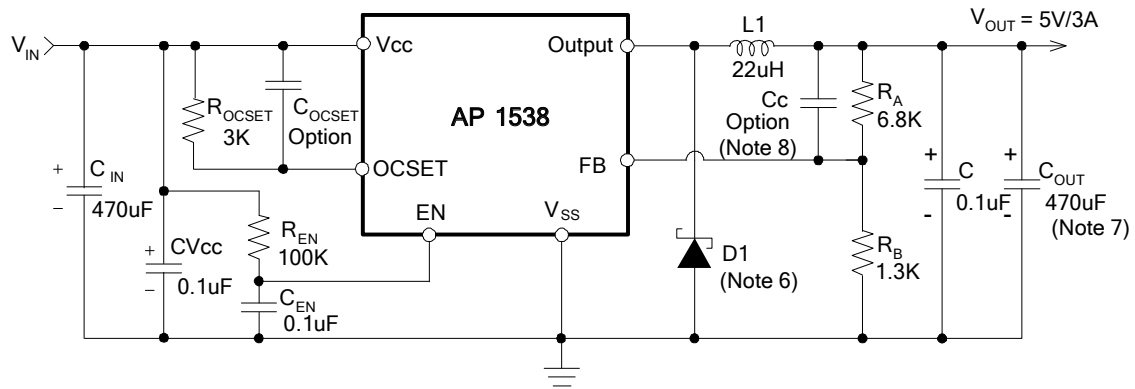 V_IN
Vcc
Output
L1
22uH
V_OUT = 5V/3A
R_OCSET
3K
C_OCSET
Option
AP 1538
Cc
Option
(Note 8)
R_A
6.8K
OCSET
FB
+
C_IN
470uF
−
EN
V_SS
R_EN
100K
+
CVcc
0.1uF
−
C_EN
0.1uF
D1
(Note 6)
R_B
1.3K
+
C
0.1uF
-
+
C_OUT
470uF
(Note 7)
-